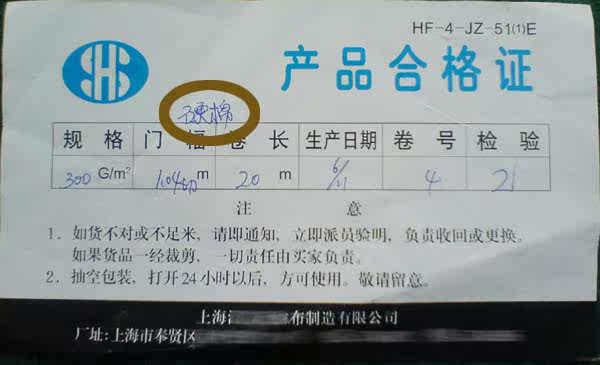 HF-4-JZ-51(1)E
SHS
产品合格证
硬棉
规格 门幅 卷长 生产日期 卷号 检验
300 G/m² 1.04 m 20 m 6/11 4 21
注 意
1. 如货不对或不足米，请即通知，立即派员验明，负责收回或更换。
如果货品一经裁剪，一切责任由买家负责。
2. 抽空包装，打开24小时以后，方可使用。敬请留意。
上海 布制造有限公司
厂址:上海市奉贤区